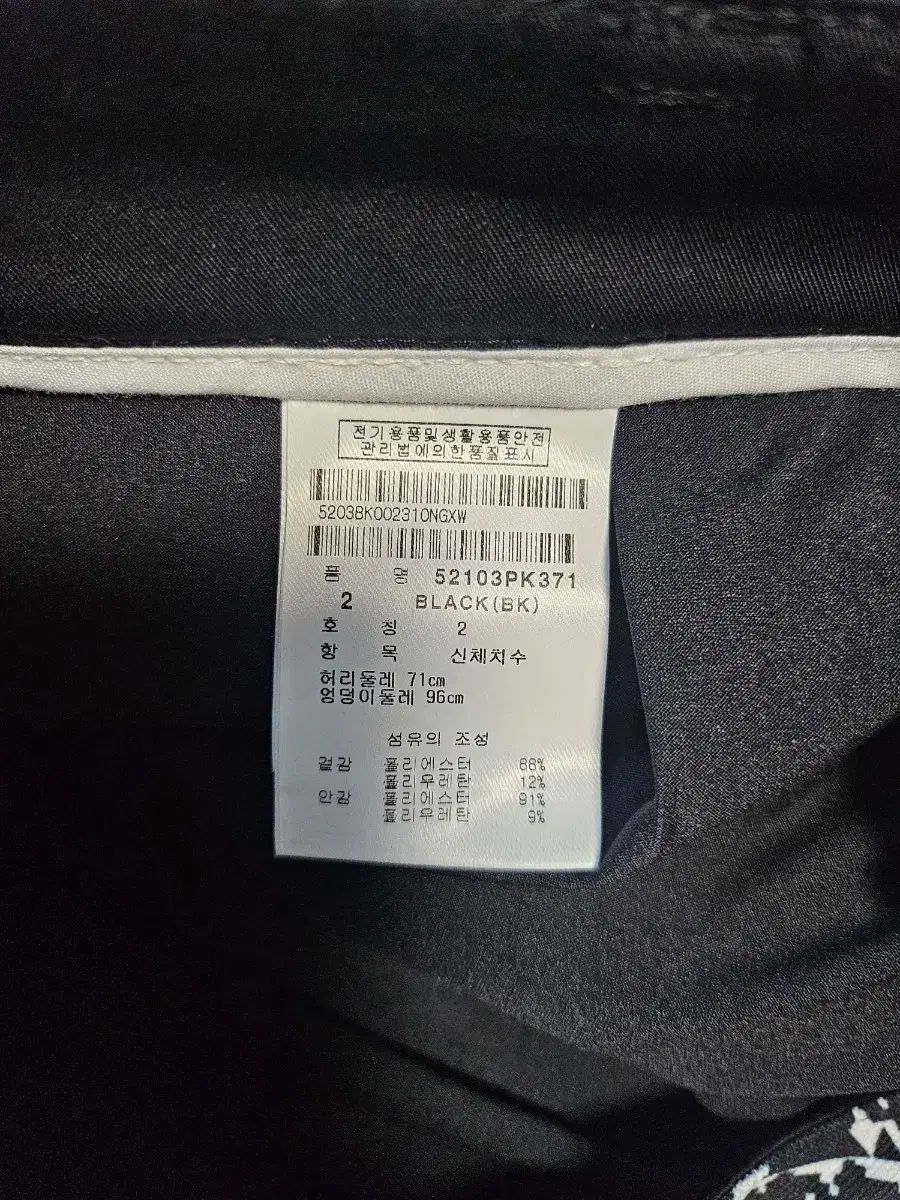 전기용품및생활용품안전
관리법에의한품질표시
52038K002310NGXW
품 명 52103PK371
2 BLACK(BK)
호 칭 2
항 목 신체치수
허리둘레 71cm
엉덩이둘레 96cm
섬유의 조성
겉감 폴리에스터 88%
폴리우레탄 12%
안감 폴리에스터 91%
폴리우레탄 9%